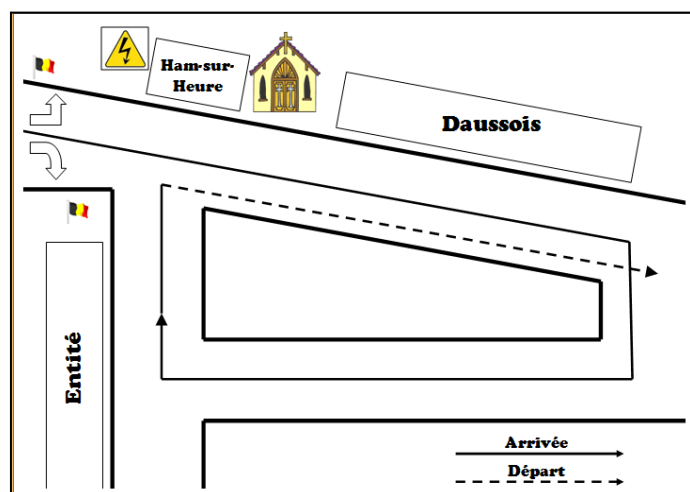 Ham-sur-
Heure
Daussois
Entité
Arrivée
Départ